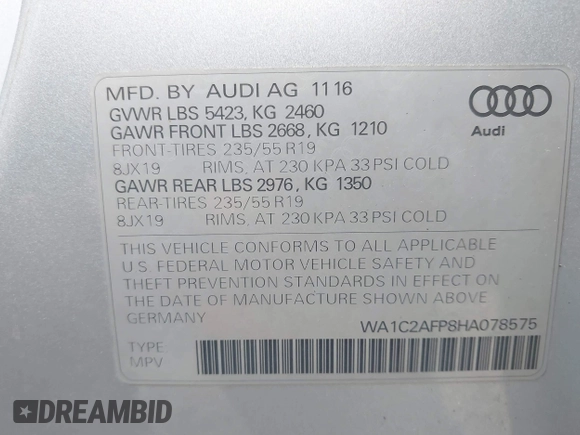 MFD. BY AUDI AG 11 16
GVWR LBS 5423, KG 2460
GAWR FRONT LBS 2668, KG 1210
FRONT-TIRES 235/55 R19
8JX19 RIMS, AT 230 KPA 33 PSI COLD
GAWR REAR LBS 2976, KG 1350
REAR-TIRES 235/55 R19
8JX19 RIMS, AT 230 KPA 33 PSI COLD
Audi
THIS VEHICLE CONFORMS TO ALL APPLICABLE
U.S. FEDERAL MOTOR VEHICLE SAFETY AND
THEFT PREVENTION STANDARDS IN EFFECT ON
THE DATE OF MANUFACTURE SHOWN ABOVE
GERMANY
WA1C2AFP8HA078575
TYPE:
MPV
DREAMBID